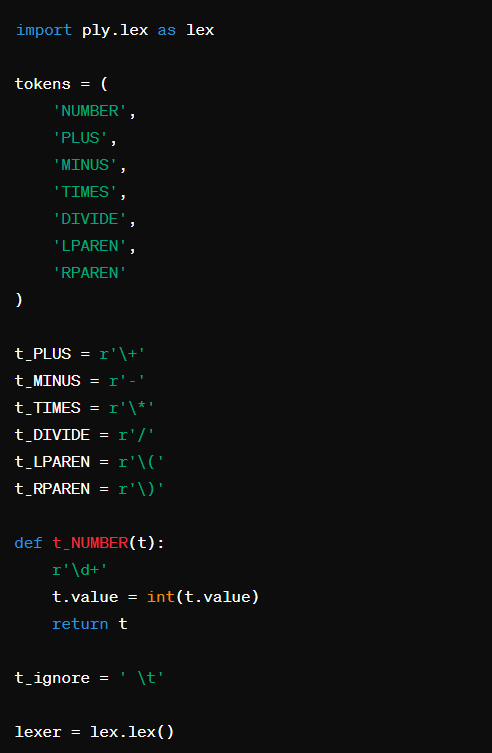 import ply.lex as lex

tokens = (
    'NUMBER',
    'PLUS',
    'MINUS',
    'TIMES',
    'DIVIDE',
    'LPAREN',
    'RPAREN'
)

t_PLUS = r'\+'
t_MINUS = r'-'
t_TIMES = r'\*'
t_DIVIDE = r'/'
t_LPAREN = r'\('
t_RPAREN = r'\)'

def t_NUMBER(t):
    r'\d+'
    t.value = int(t.value)
    return t

t_ignore = ' \t'

lexer = lex.lex()